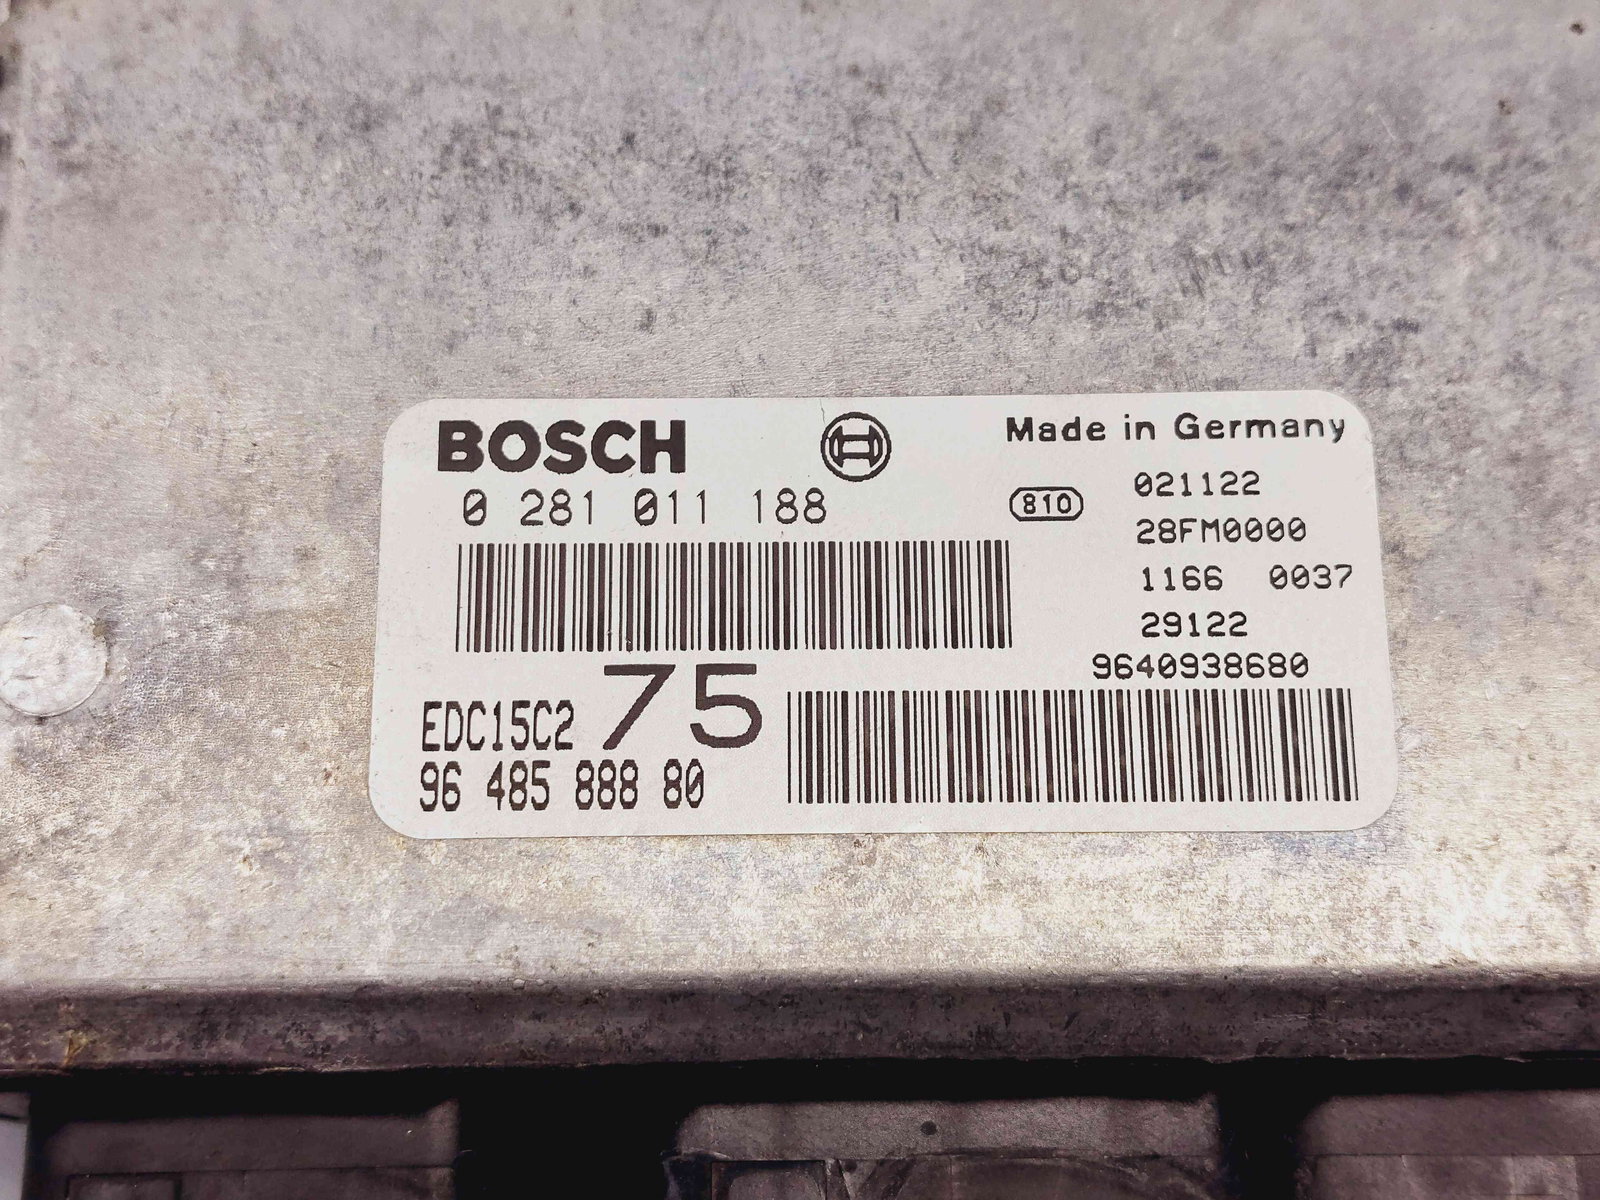 BOSCH
Made in Germany
0 281 011 188
810
021122
28FM0000
1166 0037
29122
9640938680
EDC15C2 75
96 485 888 80